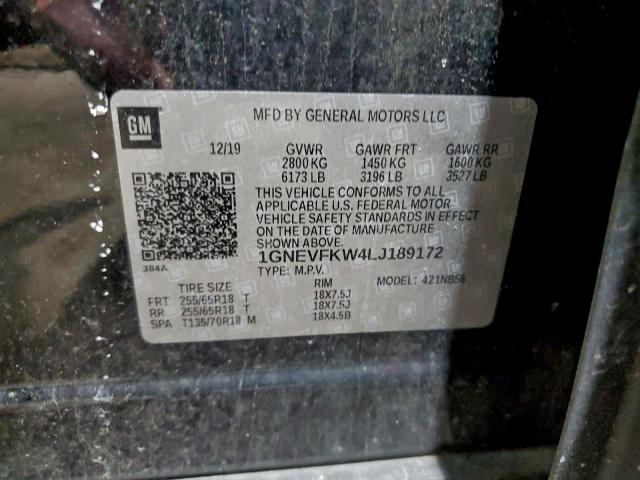 GM
MFD BY GENERAL MOTORS LLC
12/19 GVWR GAWR FRT GAWR RR
2800 KG 1450 KG 1600 KG
6173 LB 3196 LB 3527 LB
THIS VEHICLE CONFORMS TO ALL
APPLICABLE U.S. FEDERAL MOTOR
VEHICLE SAFETY STANDARDS IN EFFECT
ON THE DATE OF MANUFACTURE
SHOWN ABOVE.
384A 1GNEVFKW4LJ189172
TYPE: M.P.V. MODEL: 421NB56
TIRE SIZE RIM
FRT 255/65R18 T 18X7.5J
RR 255/65R18 T 18X7.5J
SPA T135/70R18 M 18X4.5B